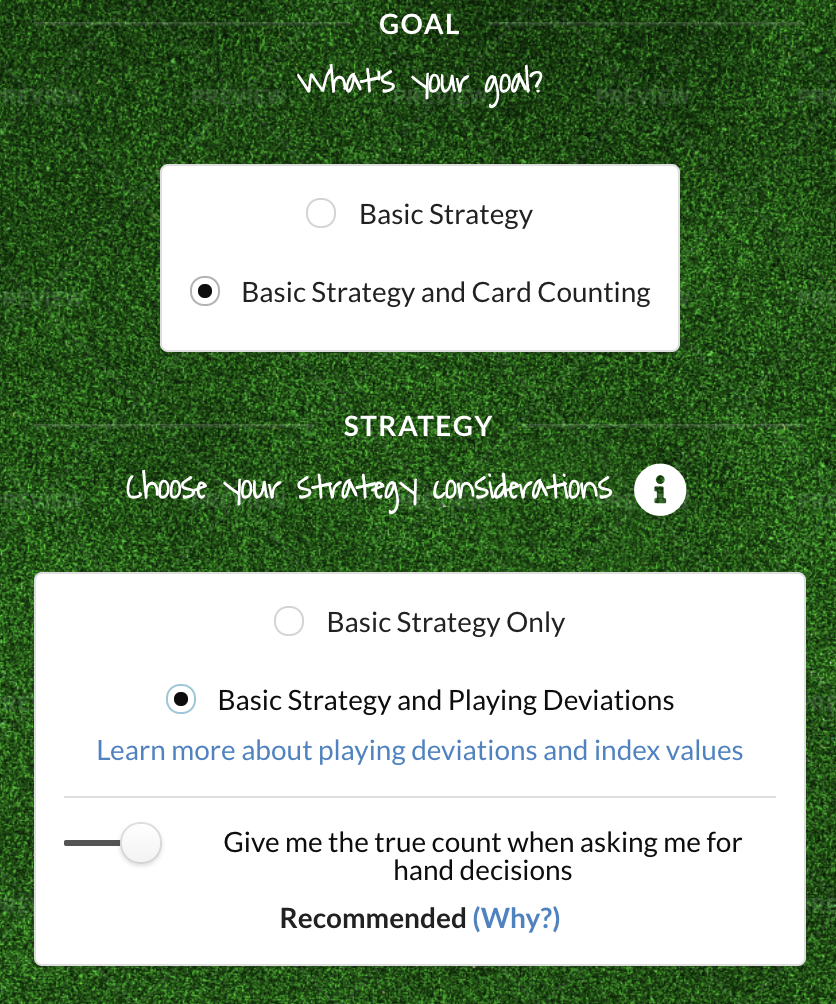 GOAL
What's your goal?
Basic Strategy
Basic Strategy and Card Counting
STRATEGY
Choose your strategy considerations
Basic Strategy Only
Basic Strategy and Playing Deviations
Learn more about playing deviations and index values
Give me the true count when asking me for
hand decisions
Recommended (Why?)